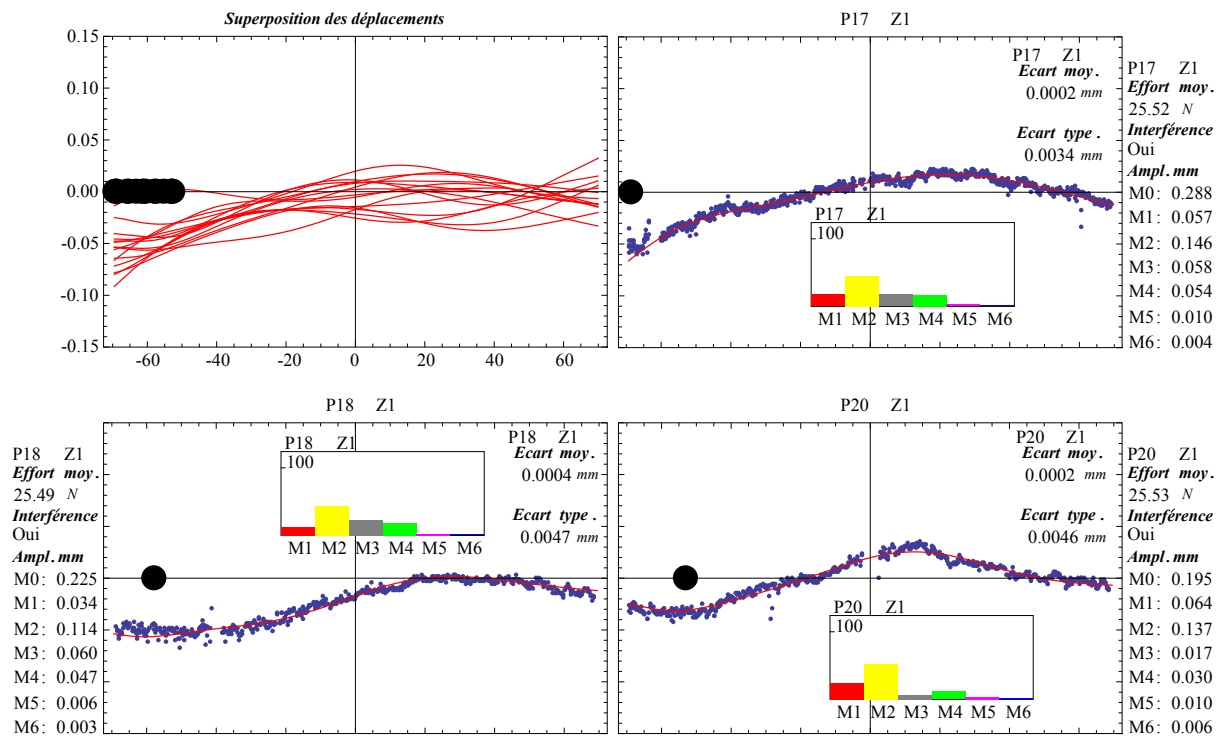 Superposition des déplacements
0.15
0.10
0.05
0.00
-0.05
-0.10
-0.15
-60
-40
-20
0
20
40
60
P17 Z1
P17 Z1
Ecart moy.
0.0002 mm
Ecart type.
0.0034 mm
P17 Z1
100
M1 M2 M3 M4 M5 M6
P17 Z1
Effort moy.
25.52 N
Interférence
Oui
Ampl.mm
M0: 0.288
M1: 0.057
M2: 0.146
M3: 0.058
M4: 0.054
M5: 0.010
M6: 0.004
P18 Z1
P18 Z1
Effort moy.
25.49 N
Interférence
Oui
Ampl.mm
M0: 0.225
M1: 0.034
M2: 0.114
M3: 0.060
M4: 0.047
M5: 0.006
M6: 0.003
P18 Z1
100
M1 M2 M3 M4 M5 M6
P18 Z1
Ecart moy.
0.0004 mm
Ecart type.
0.0047 mm
P20 Z1
P20 Z1
Ecart moy.
0.0002 mm
Ecart type.
0.0046 mm
P20 Z1
100
M1 M2 M3 M4 M5 M6
P20 Z1
Effort moy.
25.53 N
Interférence
Oui
Ampl.mm
M0: 0.195
M1: 0.064
M2: 0.137
M3: 0.017
M4: 0.030
M5: 0.010
M6: 0.006